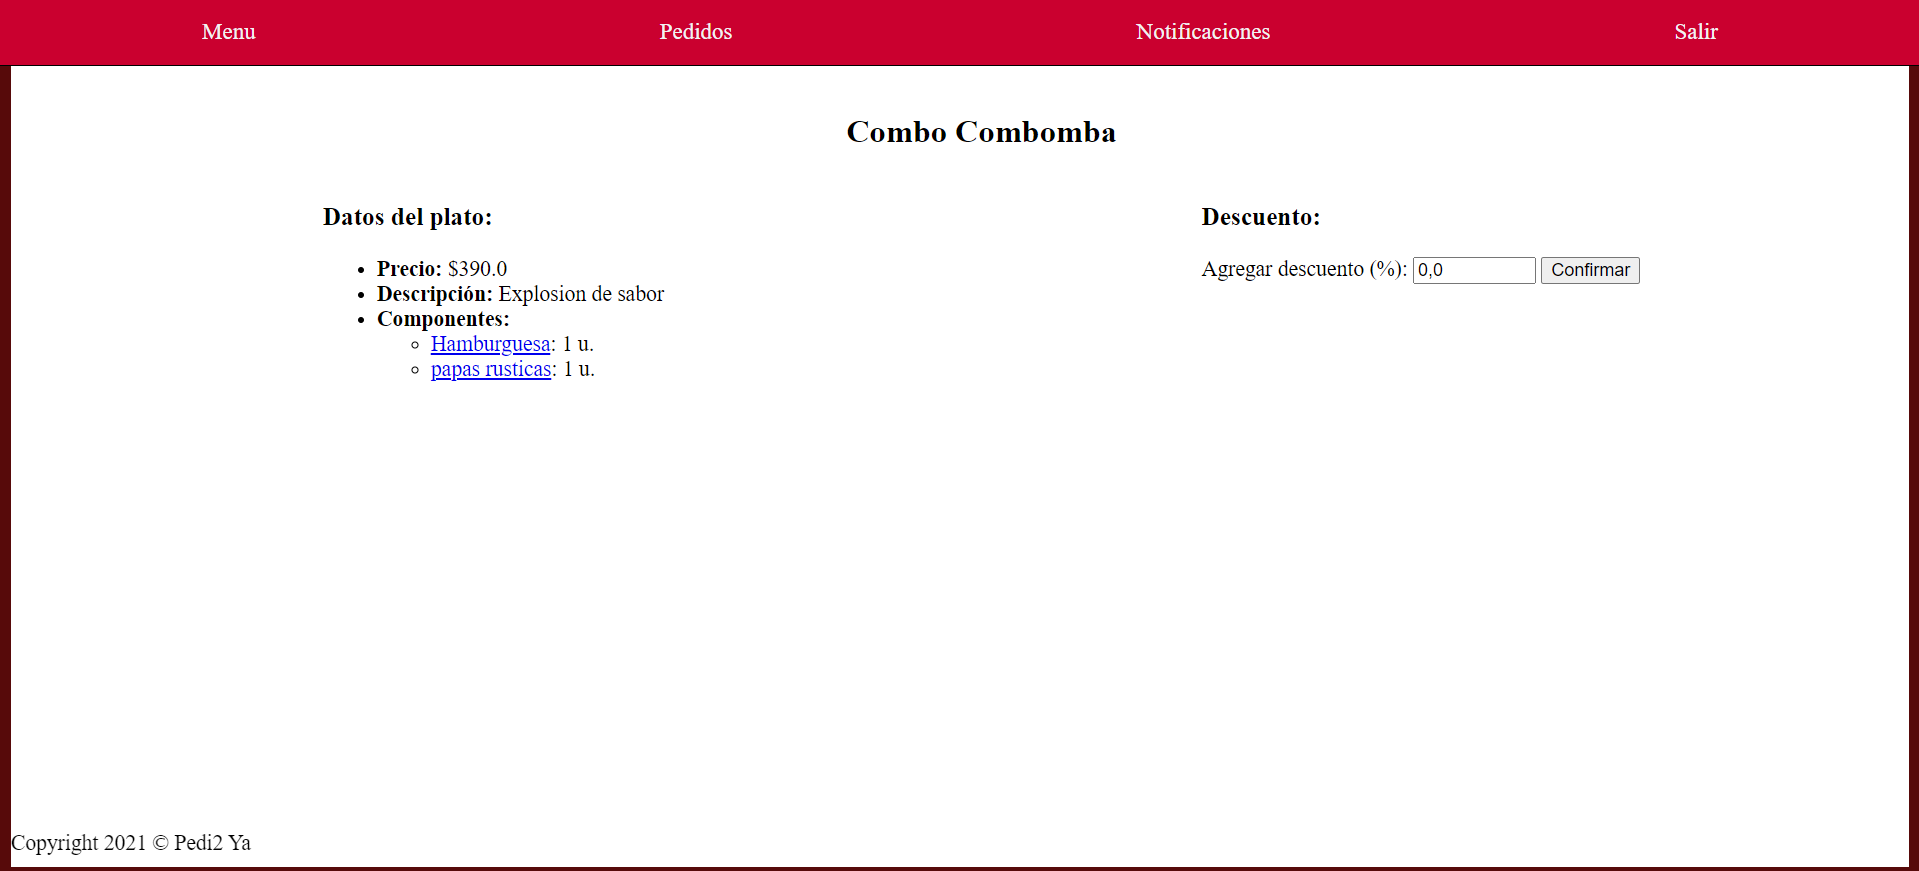 Menu Pedidos Notificaciones Salir
Combo Combomba
Datos del plato:
Precio: $390.0
Descripción: Explosion de sabor
Componentes:
Hamburguesa: 1 u.
papas rusticas: 1 u.
Descuento:
Agregar descuento (%): 0,0 Confirmar
Copyright 2021 © Pedi2 Ya